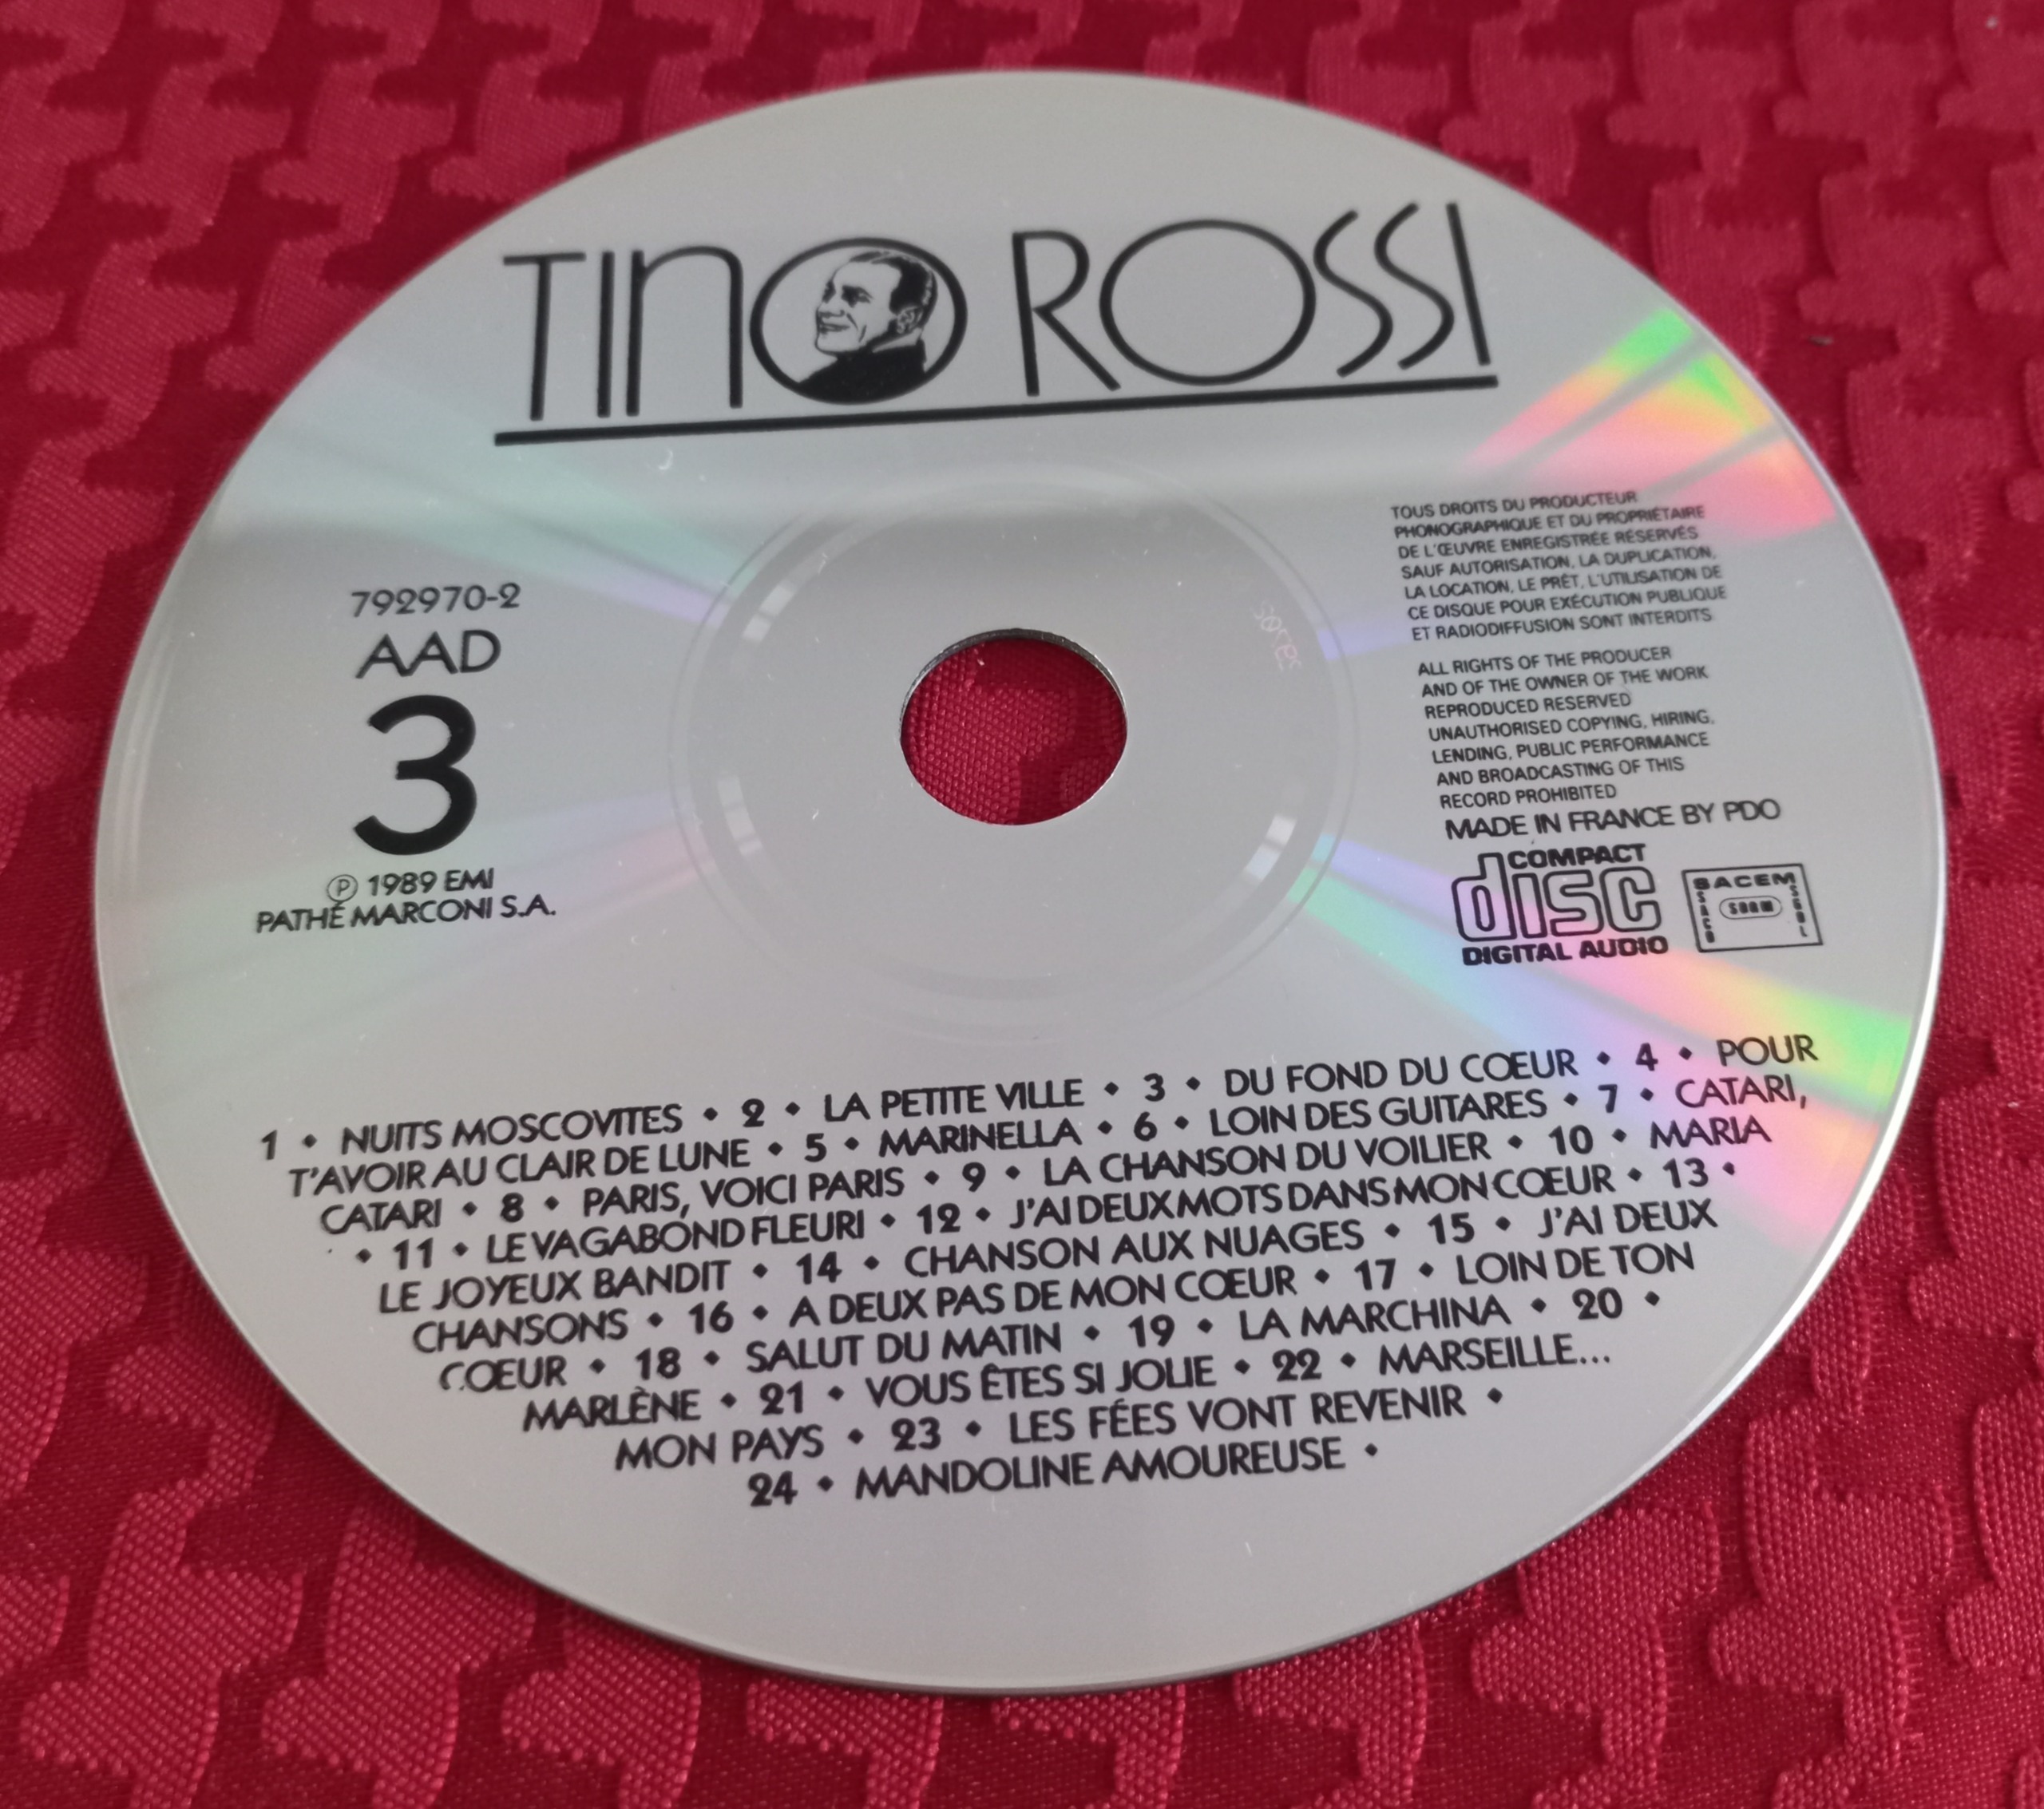 TINO ROSSI
792970-2
AAD
3
Ⓟ 1989 EMI
PATHÉ MARCONI S.A.
TOUS DROITS DU PRODUCTEUR
PHONOGRAPHIQUE ET DU PROPRIÉTAIRE
DE L'ŒUVRE ENREGISTRÉE RÉSERVÉS
SAUF AUTORISATION, LA DUPLICATION,
LA LOCATION, LE PRÊT, L'UTILISATION DE
CE DISQUE POUR EXÉCUTION PUBLIQUE
ET RADIODIFFUSION SONT INTERDITS
ALL RIGHTS OF THE PRODUCER
AND OF THE OWNER OF THE WORK
REPRODUCED RESERVED
UNAUTHORISED COPYING, HIRING,
LENDING, PUBLIC PERFORMANCE
AND BROADCASTING OF THIS
RECORD PROHIBITED
MADE IN FRANCE BY PDO
COMPACT
disc
DIGITAL AUDIO
SACEM
SACD
SDRM
SGDL
1 • NUITS MOSCOVITES • 2 • LA PETITE VILLE • 3 • DU FOND DU CŒUR • 4 • POUR
T'AVOIR AU CLAIR DE LUNE • 5 • MARINELLA • 6 • LOIN DES GUITARES • 7 • CATARI,
CATARI • 8 • PARIS, VOICI PARIS • 9 • LA CHANSON DU VOILIER • 10 • MARIA
• 11 • LE VAGABOND FLEURI • 12 • J'AI DEUX MOTS DANS MON CŒUR • 13 •
LE JOYEUX BANDIT • 14 • CHANSON AUX NUAGES • 15 • J'AI DEUX
CHANSONS • 16 • A DEUX PAS DE MON CŒUR • 17 • LOIN DE TON
CŒUR • 18 • SALUT DU MATIN • 19 • LA MARCHINA • 20 •
MARLÈNE • 21 • VOUS ÊTES SI JOLIE • 22 • MARSEILLE...
MON PAYS • 23 • LES FÉES VONT REVENIR •
24 • MANDOLINE AMOUREUSE •